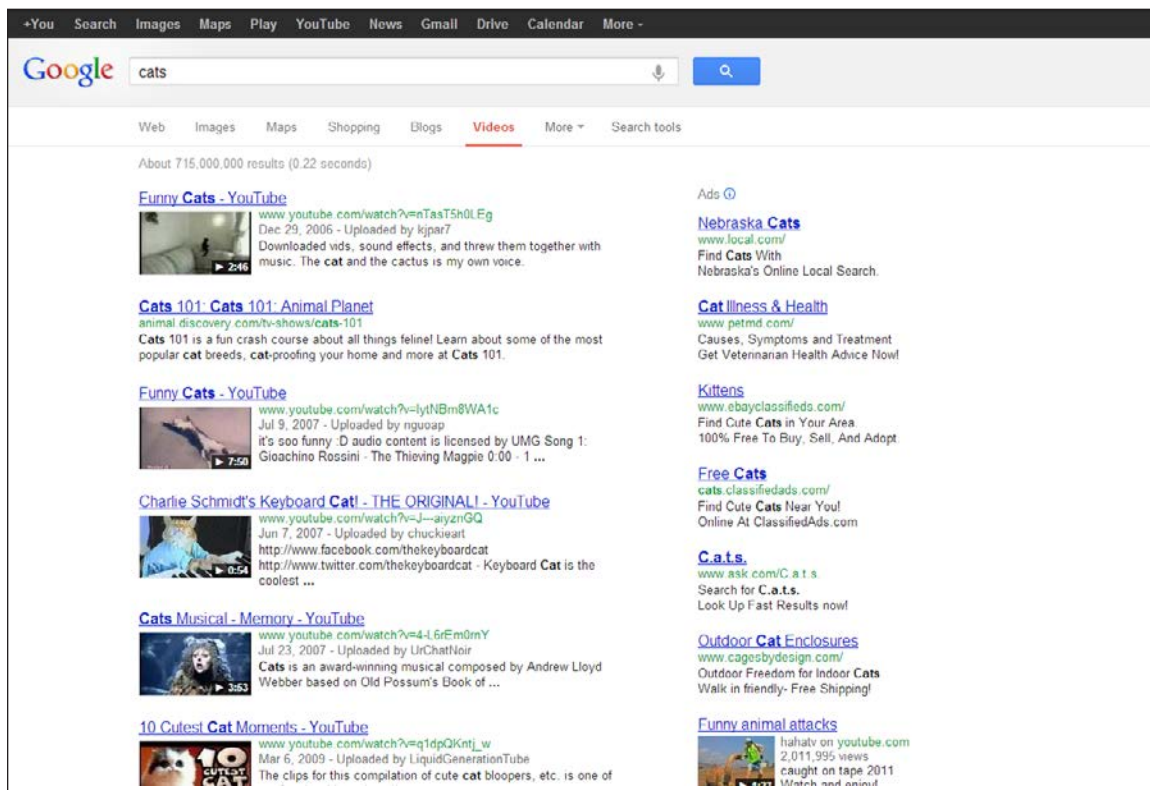 +You Search Images Maps Play YouTube News Gmail Drive Calendar More
Google cats
Web Images Maps Shopping Blogs Videos More Search tools
About 715,000,000 results (0.22 seconds)
Funny Cats - YouTube
www.youtube.com/watch?v=nTasT5h0LEg
Dec 29, 2006 - Uploaded by kjpar7
Downloaded vids, sound effects, and threw them together with
music. The cat and the cactus is my own voice.
2:46
Cats 101: Cats 101: Animal Planet
animal.discovery.com/tv-shows/cats-101
Cats 101 is a fun crash course about all things feline! Learn about some of the most
popular cat breeds, cat-proofing your home and more at Cats 101.
Funny Cats - YouTube
www.youtube.com/watch?v=IytNBm8WA1c
Jul 9, 2007 - Uploaded by nguoap
it's soo funny :D audio content is licensed by UMG Song 1:
Gioachino Rossini - The Thieving Magpie 0:00 - 1 ...
7:50
Charlie Schmidt's Keyboard Cat! - THE ORIGINAL! - YouTube
www.youtube.com/watch?v=J---aiyznGQ
Jun 7, 2007 - Uploaded by chuckieart
http://www.facebook.com/thekeyboardcat
http://www.twitter.com/thekeyboardcat - Keyboard Cat is the
coolest ...
0:54
Cats Musical - Memory - YouTube
www.youtube.com/watch?v=4-L6rEm0rnY
Jul 23, 2007 - Uploaded by UrChatNoir
Cats is an award-winning musical composed by Andrew Lloyd
Webber based on Old Possum's Book of ...
3:53
10 Cutest Cat Moments - YouTube
www.youtube.com/watch?v=q1dpQKntj_w
Mar 6, 2009 - Uploaded by LiquidGenerationTube
The clips for this compilation of cute cat bloopers, etc. is one of
10
CUTEST
CAT
Ads
Nebraska Cats
www.local.com/
Find Cats With
Nebraska's Online Local Search.
Cat Illness & Health
www.petmd.com/
Causes, Symptoms and Treatment
Get Veterinarian Health Advice Now!
Kittens
www.ebayclassifieds.com/
Find Cute Cats in Your Area.
100% Free To Buy, Sell, And Adopt.
Free Cats
cats.classifiedads.com/
Find Cute Cats Near You!
Online At ClassifiedAds.com
C.a.t.s.
www.ask.com/C.a.t.s.
Search for C.a.t.s.
Look Up Fast Results now!
Outdoor Cat Enclosures
www.cagesbydesign.com/
Outdoor Freedom for Indoor Cats
Walk in friendly- Free Shipping!
Funny animal attacks
hahatv on youtube.com
2,011,995 views
caught on tape 2011
Watch and enjoy!